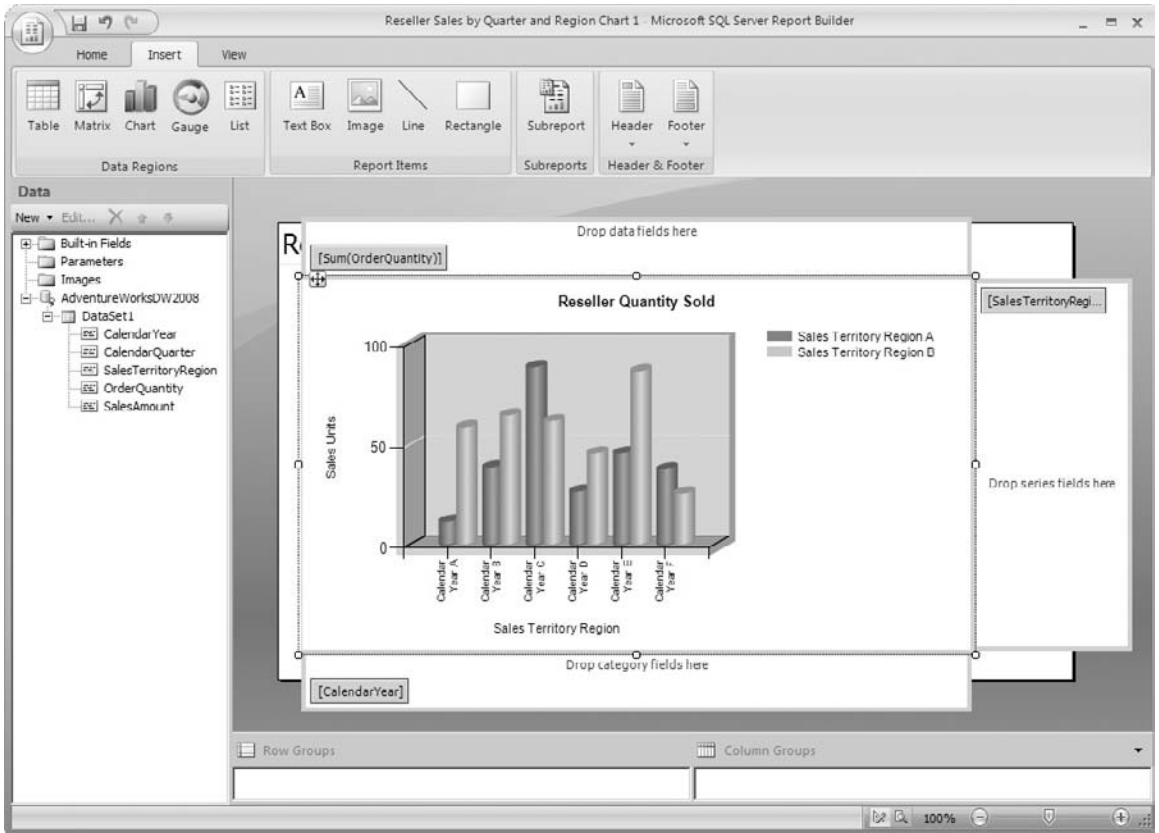 Reseller Sales by Quarter and Region Chart 1 - Microsoft SQL Server Report Builder
Home Insert View
Table Matrix Chart Gauge List Text Box Image Line Rectangle Subreport Header Footer
Data Regions Report Items Subreports Header & Footer
Data
New Edit...
Built-in Fields
Parameters
Images
AdventureWorksDW2008
DataSet1
CalendarYear
CalendarQuarter
SalesTerritoryRegion
OrderQuantity
SalesAmount
Drop data fields here
[Sum(OrderQuantity)]
Reseller Quantity Sold
[SalesTerritoryRegi...
Sales Territory Region A
Sales Territory Region B
100
50
0
Sales Units
Calendar Year A
Calendar Year B
Calendar Year C
Calendar Year D
Calendar Year E
Calendar Year F
Sales Territory Region
Drop series fields here
Drop category fields here
[CalendarYear]
Row Groups Column Groups
100%